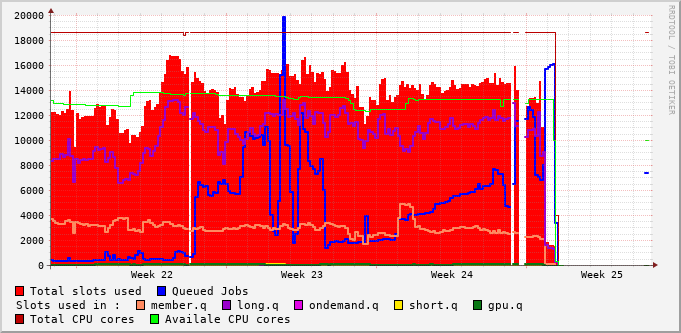 20000
18000
16000
14000
12000
10000
8000
6000
4000
2000
0
Week 22 Week 23 Week 24 Week 25
RRDTOOL / TOBI OETIKER
Total slots used Queued Jobs
Slots used in : member.q long.q ondemand.q short.q gpu.q
Total CPU cores Availale CPU cores